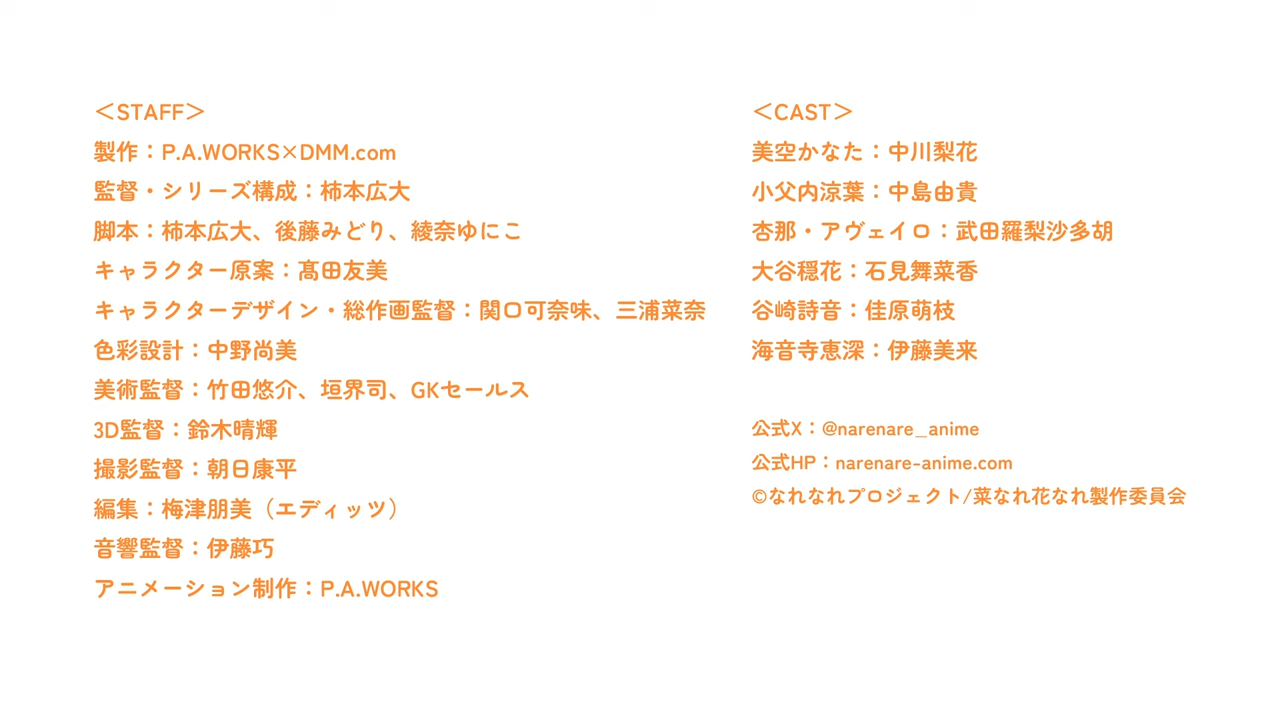 ＜STAFF＞
製作：P.A.WORKS×DMM.com
監督・シリーズ構成：柿本広大
脚本：柿本広大、後藤みどり、綾奈ゆにこ
キャラクター原案：髙田友美
キャラクターデザイン・総作画監督：関口可奈味、三浦菜奈
色彩設計：中野尚美
美術監督：竹田悠介、垣界司、GKセールス
3D監督：鈴木晴輝
撮影監督：朝日康平
編集：梅津朋美（エディッツ）
音響監督：伊藤巧
アニメーション制作：P.A.WORKS
＜CAST＞
美空かなた：中川梨花
小父内涼葉：中島由貴
杏那・アヴェイロ：武田羅梨沙多胡
大谷穏花：石見舞菜香
谷崎詩音：佳原萌枝
海音寺恵深：伊藤美来
公式X：@narenare_anime
公式HP：narenare-anime.com
©なれなれプロジェクト/菜なれ花なれ製作委員会